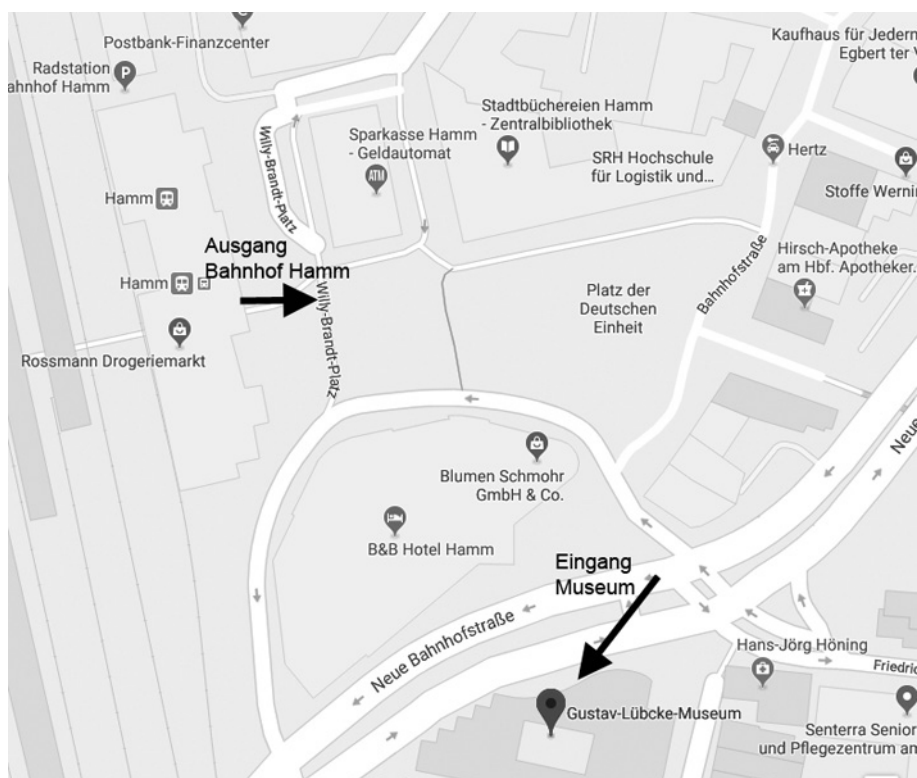 Postbank-Finanzcenter
Kaufhaus für Jedern
Egbert ter V
Radstation
ahnhof Hamm
P
Willy-Brandt-Platz
Sparkasse Hamm
- Geldautomat
ATM
Stadtbüchereien Hamm
- Zentralbibliothek
SRH Hochschule
für Logistik und...
Hertz
Stoffe Wernin
Hamm
Ausgang
Bahnhof Hamm
Hamm
Willy-Brandt-Platz
Platz der
Deutschen
Einheit
Bahnhofstraße
Hirsch-Apotheke
am Hbf. Apotheker.
Rossmann Drogeriemarkt
Blumen Schmohr
GmbH & Co.
Neue
B&B Hotel Hamm
Eingang
Museum
Neue Bahnhofstraße
Hans-Jörg Höning
Friedric
Gustav-Lübcke-Museum
Senterra Senior
und Pflegezentrum am